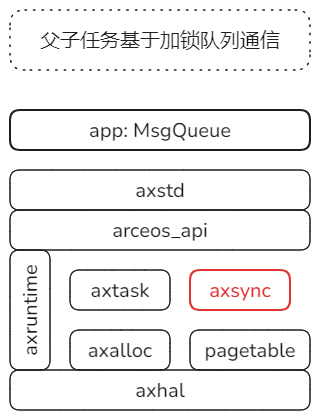 父子任务基于加锁队列通信
app: MsgQueue
axstd
arceos_api
axruntime
axtask
axsync
axalloc
pagetable
axhal